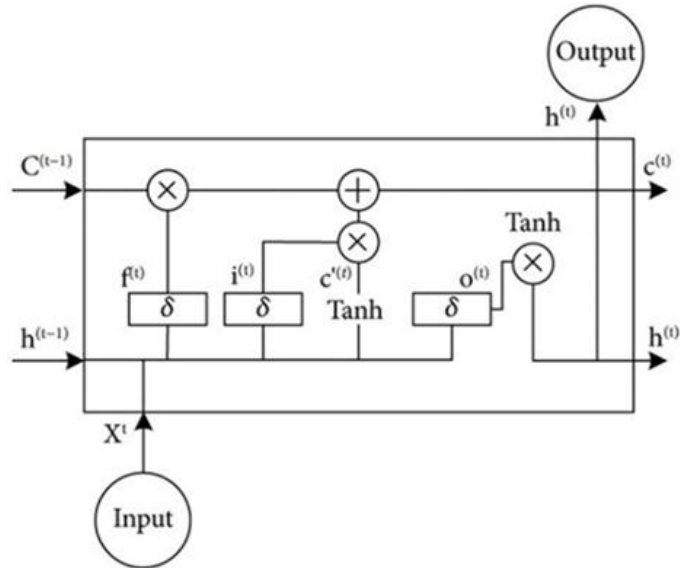 Output
h⁽ᵗ⁾
C⁽ᵗ⁻¹⁾
c⁽ᵗ⁾
×
+
Tanh
×
×
f⁽ᵗ⁾
i⁽ᵗ⁾
c'⁽ᵗ⁾
o⁽ᵗ⁾
δ
δ
Tanh
δ
h⁽ᵗ⁻¹⁾
h⁽ᵗ⁾
Xᵗ
Input